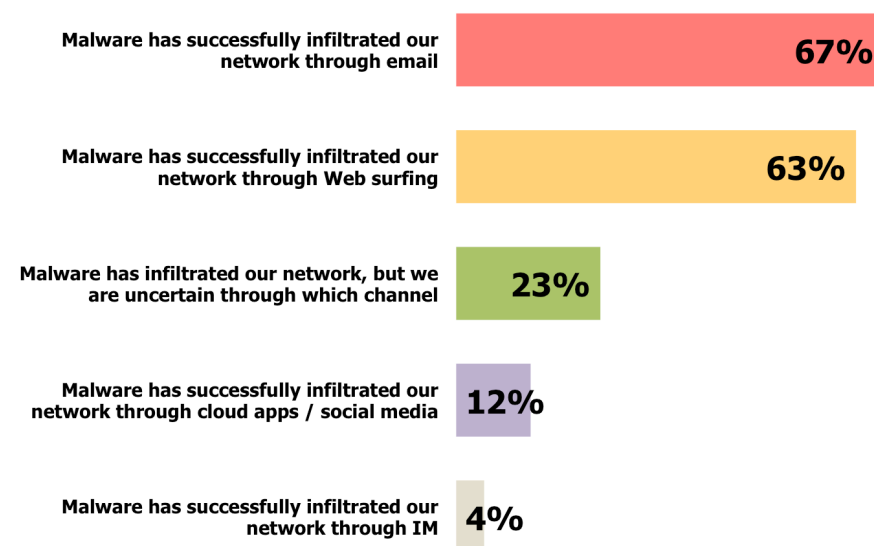 Malware has successfully infiltrated our
network through email
67%
Malware has successfully infiltrated our
network through Web surfing
63%
Malware has infiltrated our network, but we
are uncertain through which channel
23%
Malware has successfully infiltrated our
network through cloud apps / social media
12%
Malware has successfully infiltrated our
network through IM
4%